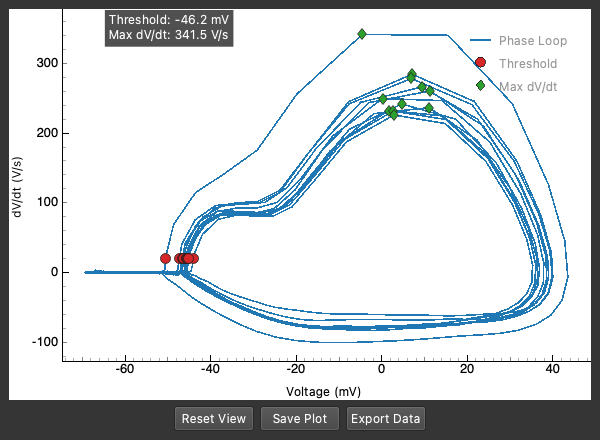 Threshold: -46.2 mV
Max dV/dt: 341.5 V/s
Phase Loop
Threshold
Max dV/dt
300
200
100
0
-100
dV/dt (V/s)
-60
-40
-20
0
20
40
Voltage (mV)
Reset View
Save Plot
Export Data